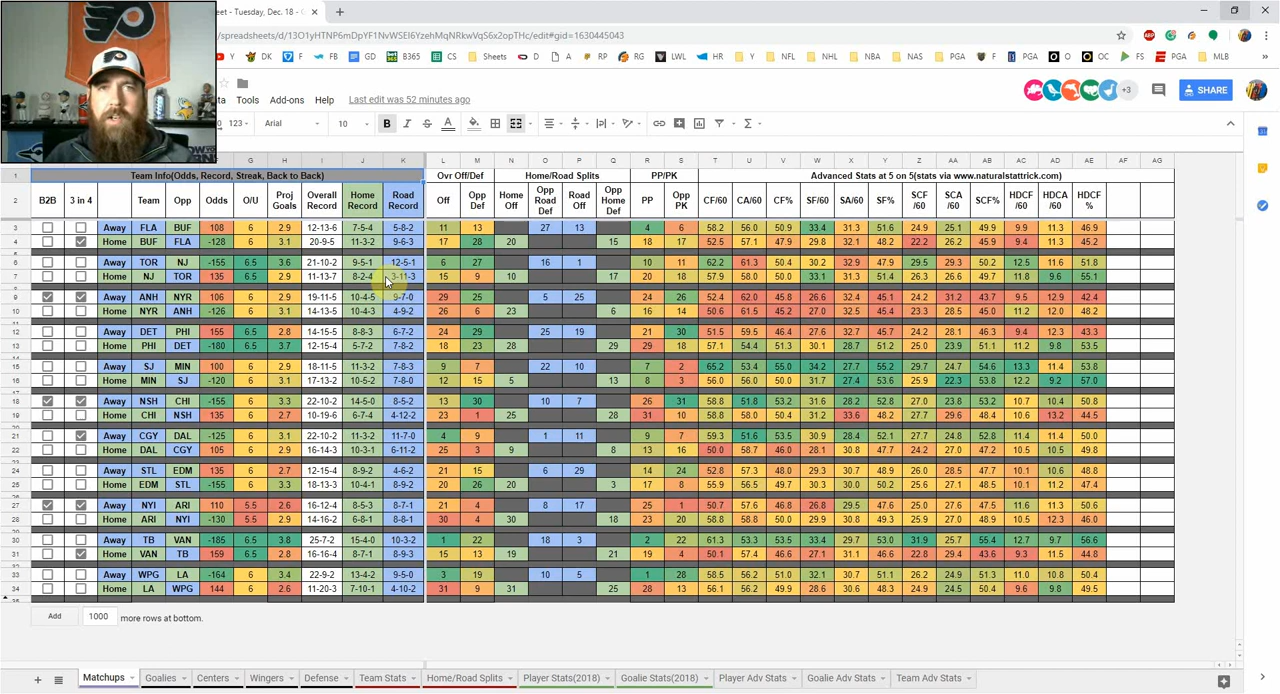 eet - Tuesday, Dec. 18 - I
/spreadsheets/d/13O1yHTNP6mDpYF1NvWSEI6YzehMqNRkwVqS6x2opTHc/edit#gid=1630445043
Y DK F FB GD B365 CS Sheets D A RP RG LWL HR Y NFL NHL NBA NAS PGA O OC FS PGA MLB
ta Tools Add-ons Help Last edit was 52 minutes ago +3 SHARE
123 Arial 10 B I S A
F G H I J K L M N O P Q R S T U V W X Y Z AA AB AC AD AE AF AG
1 Team Info(Odds, Record, Streak, Back to Back) Ovr Off/Def Home/Road Splits PP/PK Advanced Stats at 5 on 5(stats via www.naturalstattrick.com)
2 B2B 3 in 4 Team Opp Odds O/U Proj Goals Overall Record Home Record Road Record Off Opp Def Home Off Opp Road Def Road Off Opp Home Def PP Opp PK CF/60 CA/60 CF% SF/60 SA/60 SF% SCF /60 SCA /60 SCF% HDCF /60 HDCA /60 HDCF %
3 Away FLA BUF 108 6 2.9 12-13-6 7-5-4 5-8-2 11 13 27 13 4 6 58.2 56.0 50.9 33.4 31.3 51.6 24.9 25.1 49.9 9.9 11.3 46.9
4 Home BUF FLA -128 6 3.1 20-9-5 11-3-2 9-6-3 17 28 20 15 18 17 52.8 57.5 47.9 29.8 32.1 48.2 22.2 26.2 45.9 9.4 11.3 45.2
6 Away TOR NJ -155 6.5 3.6 21-10-2 9-5-1 12-5-1 6 27 16 1 10 11 62.2 61.3 50.4 32.4 32.9 49.6 29.5 29.3 50.2 12.5 11.6 51.8
7 Home NJ TOR 135 6.5 2.9 11-13-7 8-2-4 3-11-3 15 9 10 17 20 18 57.9 58.0 50.0 33.1 31.3 51.4 26.3 26.6 49.7 11.8 9.6 55.1
9 Away ANH NYR 106 6 2.9 19-11-5 10-4-5 9-7-0 29 25 5 25 24 26 52.4 62.0 45.8 26.6 32.4 45.1 24.2 31.2 43.7 9.5 12.9 42.4
10 Home NYR ANH -126 6 3.1 14-13-5 10-4-3 4-9-2 26 6 23 6 16 14 50.6 61.5 45.2 27.0 32.5 45.4 23.3 28.5 45.0 11.2 12.0 48.2
12 Away DET PHI 155 6.5 2.8 14-15-5 8-8-3 6-7-2 24 29 25 19 21 30 51.5 59.5 46.4 27.6 32.7 45.7 24.2 28.1 46.3 9.4 12.3 43.3
13 Home PHI DET -180 6.5 3.7 12-15-4 5-7-2 7-8-2 18 23 28 29 29 18 57.1 54.4 51.3 30.1 28.7 51.2 25.0 23.9 51.1 11.2 9.8 53.5
15 Away SJ MIN 100 6 2.9 18-11-5 11-3-2 7-8-3 9 7 22 10 7 2 65.2 53.4 55.0 34.2 27.7 55.2 29.7 24.7 54.6 13.3 11.4 53.8
16 Home MIN SJ -120 6 3.1 17-13-2 10-5-2 7-8-0 12 15 5 13 8 3 56.0 56.0 50.0 31.7 27.4 53.6 25.9 22.3 53.8 12.2 9.2 57.0
18 Away NSH CHI -155 6 3.3 22-10-2 14-5-0 8-5-2 13 30 10 7 26 31 58.8 51.8 53.2 31.6 28.2 52.8 27.0 23.8 53.2 10.7 10.4 50.8
19 Home CHI NSH 135 6 2.7 10-19-6 6-7-4 4-12-2 23 1 25 28 31 10 58.8 58.0 50.4 31.2 33.6 48.2 27.7 29.6 48.4 10.6 13.2 44.5
21 Away CGY DAL -125 6 3.1 22-10-2 11-3-2 11-7-0 4 9 1 11 9 7 59.3 51.6 53.5 30.9 28.4 52.1 27.7 24.8 52.8 11.4 11.4 50.0
22 Home DAL CGY 105 6 2.9 16-14-3 10-3-1 6-11-2 25 3 9 8 16 13 50.0 58.7 46.0 28.1 30.8 47.7 24.2 27.0 47.2 10.5 10.5 49.8
24 Away STL EDM 135 6 2.7 12-15-4 8-9-2 4-6-2 21 15 6 29 14 24 52.8 57.3 48.0 29.3 30.7 48.9 26.0 28.5 47.7 10.1 10.6 48.8
25 Home EDM STL -155 6 3.3 18-12-3 10-4-1 8-9-2 20 26 20 3 17 8 55.9 56.5 49.7 30.0 30.0 50.2 25.6 27.1 48.5 10.1 11.2 47.4
27 Away NYI ARI 110 5.5 2.6 16-12-4 8-5-3 8-7-1 21 4 8 17 25 1 50.7 57.6 46.8 26.8 29.5 47.6 25.0 27.6 47.5 11.6 11.3 50.6
28 Home ARI NYI -130 5.5 2.9 14-16-2 6-8-1 8-8-1 30 4 30 18 23 20 58.8 58.8 50.0 29.9 30.8 49.3 25.9 27.0 48.9 10.5 12.3 46.0
30 Away TB VAN -185 6.5 3.8 25-7-2 15-4-0 10-3-2 1 22 18 3 2 22 61.3 53.3 53.4 33.5 29.7 53.0 31.9 25.7 55.4 12.7 9.7 56.6
31 Home VAN TB 159 6.5 2.9 16-16-4 8-7-1 8-9-3 15 13 19 21 19 4 50.1 57.4 46.6 27.1 31.1 46.6 22.8 29.4 43.6 9.3 11.5 44.8
33 Away WPG LA -164 6 3.4 22-9-2 13-4-2 9-5-0 3 19 10 5 1 28 58.5 56.2 51.0 32.1 30.7 51.1 26.2 24.9 51.3 11.0 10.8 50.4
34 Home LA WPG 144 6 2.6 11-20-3 7-10-1 4-10-2 31 9 31 25 28 13 56.1 56.2 49.9 28.6 30.6 48.3 24.9 24.5 50.4 9.6 9.8 49.5
Add 1000 more rows at bottom.
Matchups Goalies Centers Wingers Defense Team Stats Home/Road Splits Player Stats(2018) Goalie Stats(2018) Player Adv Stats Goalie Adv Stats Team Adv Stats